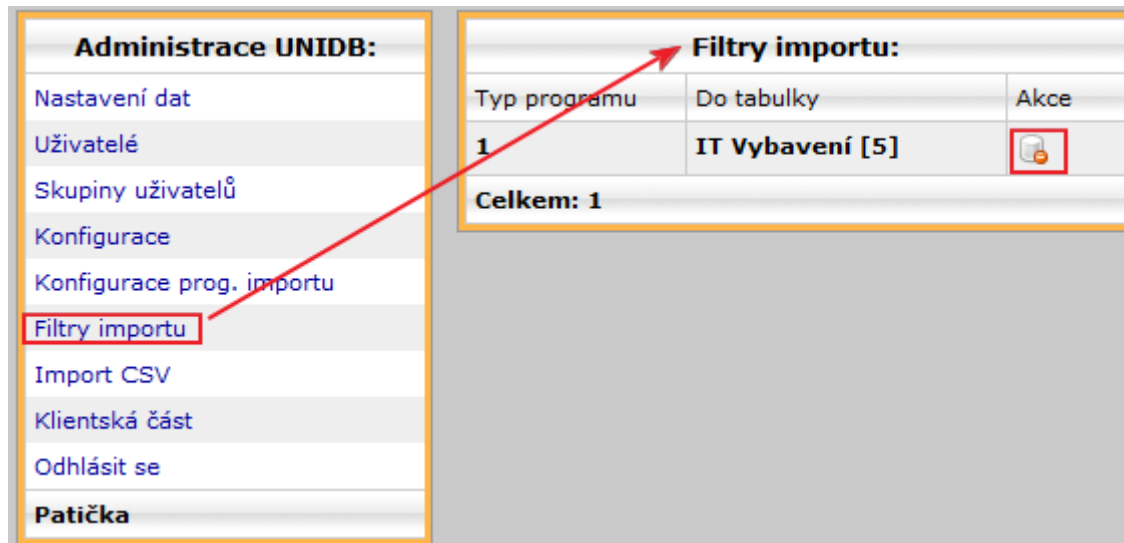 Administrace UNIDB:
Nastavení dat
Uživatelé
Skupiny uživatelů
Konfigurace
Konfigurace prog. importu
Filtry importu
Import CSV
Klientská část
Odhlásit se
Patička
Filtry importu:
Typ programu Do tabulky Akce
1 IT Vybavení [5]
Celkem: 1